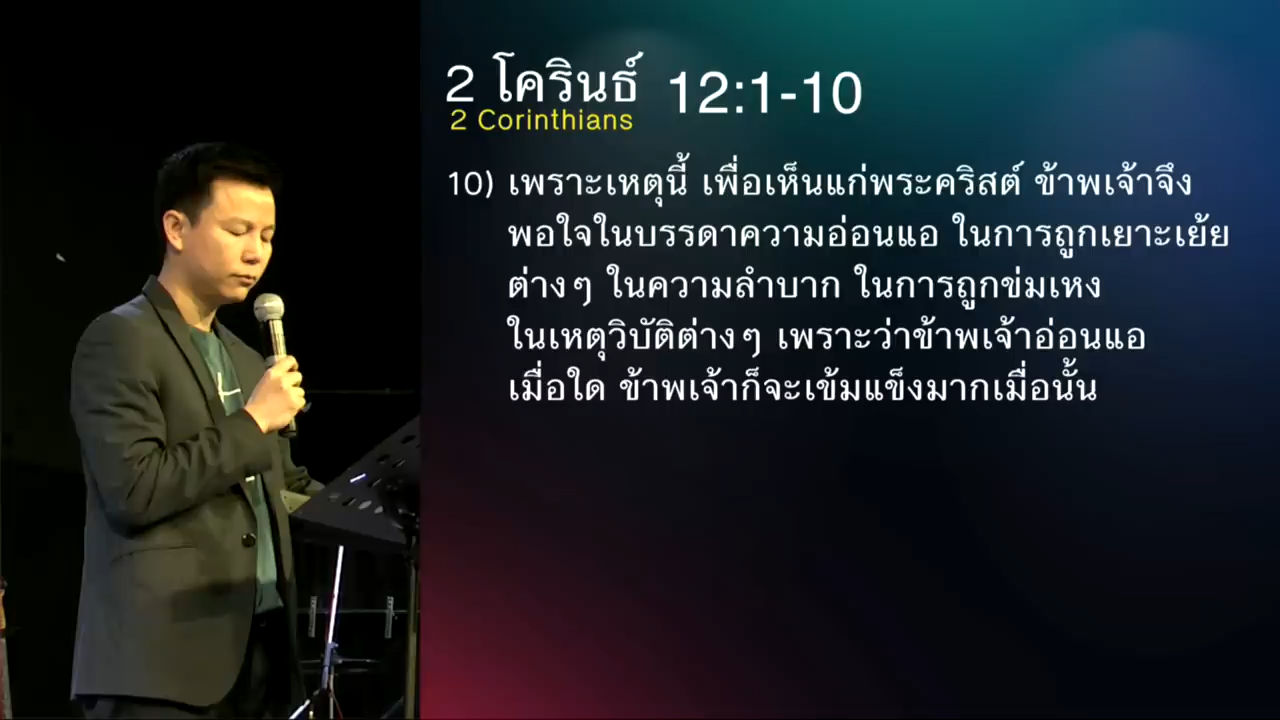 2 โครินธ์ 12:1-10
2 Corinthians
10) เพราะเหตุนี้ เพื่อเห็นแก่พระคริสต์ ข้าพเจ้าจึง
พอใจในบรรดาความอ่อนแอ ในการถูกเยาะเย้ย
ต่างๆ ในความลำบาก ในการถูกข่มเหง
ในเหตุวิบัติต่างๆ เพราะว่าข้าพเจ้าอ่อนแอ
เมื่อใด ข้าพเจ้าก็จะเข้มแข็งมากเมื่อนั้น